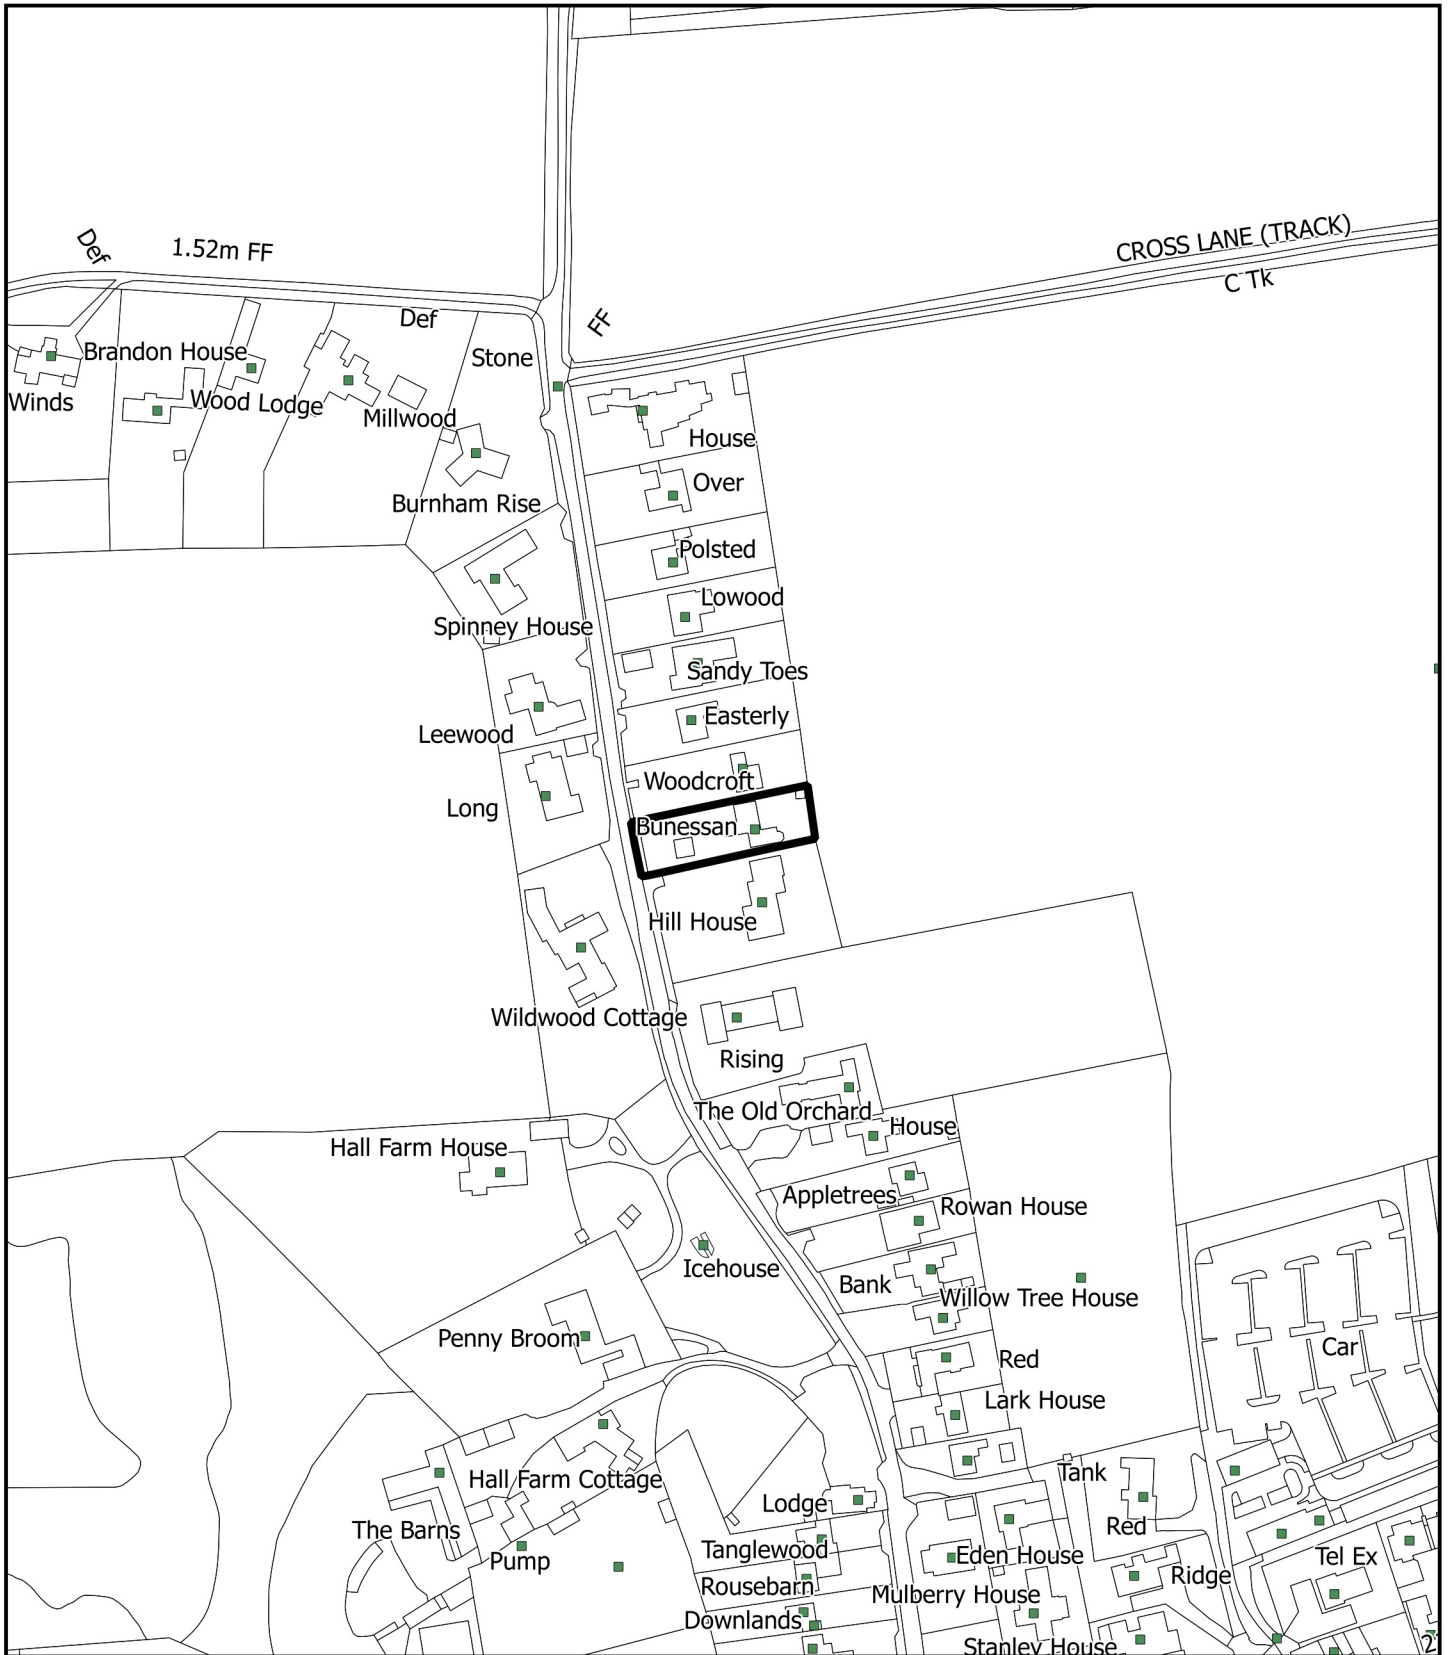 CROSS LANE (TRACK)
Def
1.52m FF
C Tk
Def
FF
Stone
Brandon House
Winds
Wood Lodge
Millwood
House
Over
Burnham Rise
Polsted
Lowood
Spinney House
Sandy Toes
Easterly
Leewood
Woodcroft
Long
Bunessan
Hill House
Wildwood Cottage
Rising
The Old Orchard
House
Hall Farm House
Appletrees
Rowan House
Icehouse
Bank
Willow Tree House
Penny Broom
Car
Red
Lark House
Tank
Hall Farm Cottage
Lodge
Red
The Barns
Tanglewood
Eden House
Tel Ex
Pump
Ridge
Rousebarn
Mulberry House
Downlands
Stanley House